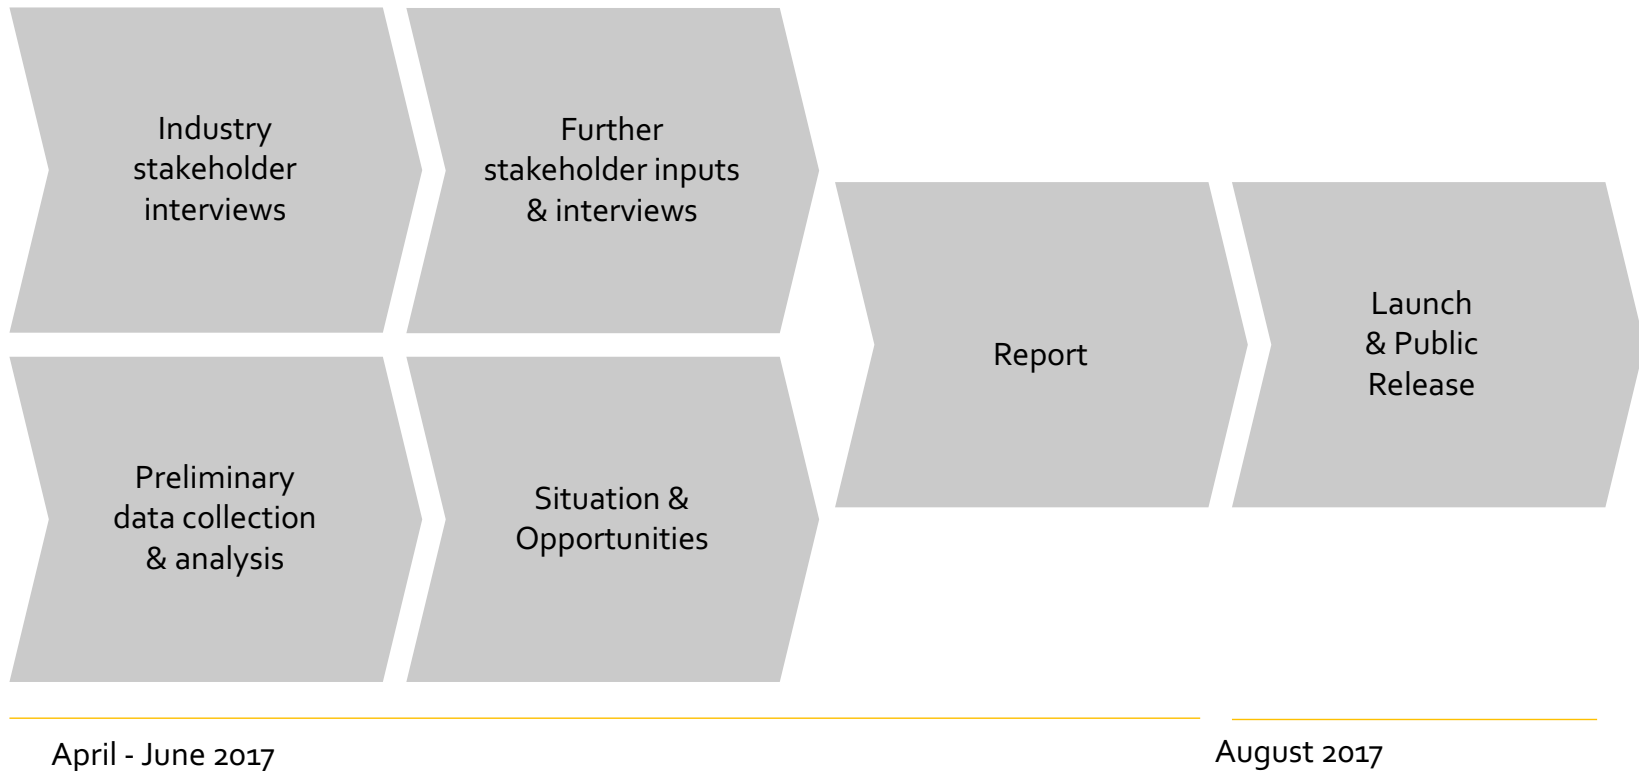 Industry
stakeholder
interviews
Further
stakeholder inputs
& interviews
Preliminary
data collection
& analysis
Situation &
Opportunities
Report
Launch
& Public
Release
April - June 2017
August 2017